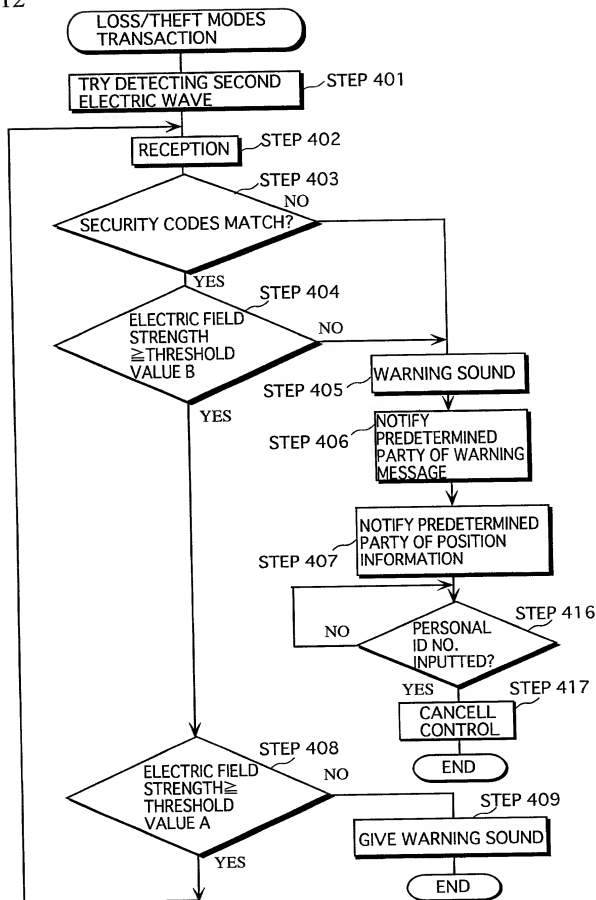 12
LOSS/THEFT MODES
TRANSACTION
TRY DETECTING SECOND
ELECTRIC WAVE
STEP 401
RECEPTION
STEP 402
STEP 403
SECURITY CODES MATCH?
NO
YES
STEP 404
ELECTRIC FIELD
STRENGTH
≧THRESHOLD
VALUE B
NO
YES
WARNING SOUND
STEP 405
NOTIFY
PREDETERMINED
PARTY OF WARNING
MESSAGE
STEP 406
NOTIFY PREDETERMINED
PARTY OF POSITION
INFORMATION
STEP 407
STEP 416
PERSONAL
ID NO.
INPUTTED?
NO
YES
STEP 417
CANCELL
CONTROL
END
STEP 408
ELECTRIC FIELD
STRENGTH≧
THRESHOLD
VALUE A
NO
YES
STEP 409
GIVE WARNING SOUND
END